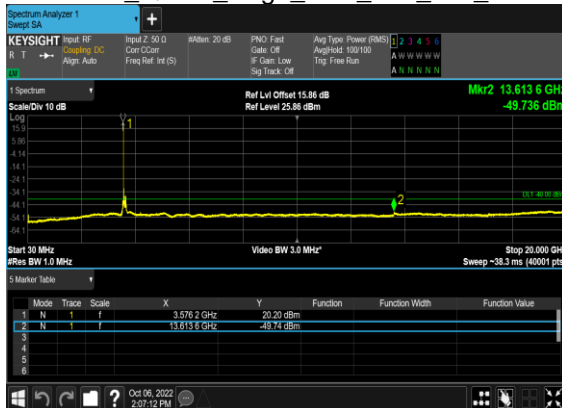 Spectrum Analyzer 1
Swept SA
+
KEYSIGHT Input: RF Input Z: 50 Ω #Atten: 20 dB PNO: Fast Avg Type: Power (RMS) 1 2 3 4 5 6
R T Coupling: DC Corr CCorr Gate: Off Avg|Hold: 100/100 A W W W W W
Align: Auto Freq Ref: Int (S) IF Gain: Low Trig: Free Run
LXI Sig Track: Off A N N N N N
1 Spectrum Ref Lvl Offset 15.86 dB Mkr2 13.613 6 GHz
Scale/Div 10 dB Ref Level 25.86 dBm -49.736 dBm
Log
15.9
1
5.86
-4.14
-14.1
-24.1
-34.1
-44.1
2
-54.1
-64.1
Start 30 MHz Video BW 3.0 MHz* Stop 20.000 GHz
#Res BW 1.0 MHz Sweep ~38.3 ms (40001 pts)
5 Marker Table
Mode Trace Scale X Y Function Function Width Function Value
1 N 1 f 3.576 2 GHz 20.20 dBm
2 N 1 f 13.613 6 GHz -49.74 dBm
3
4
5
6
? Oct 06, 2022
2:07:12 PM